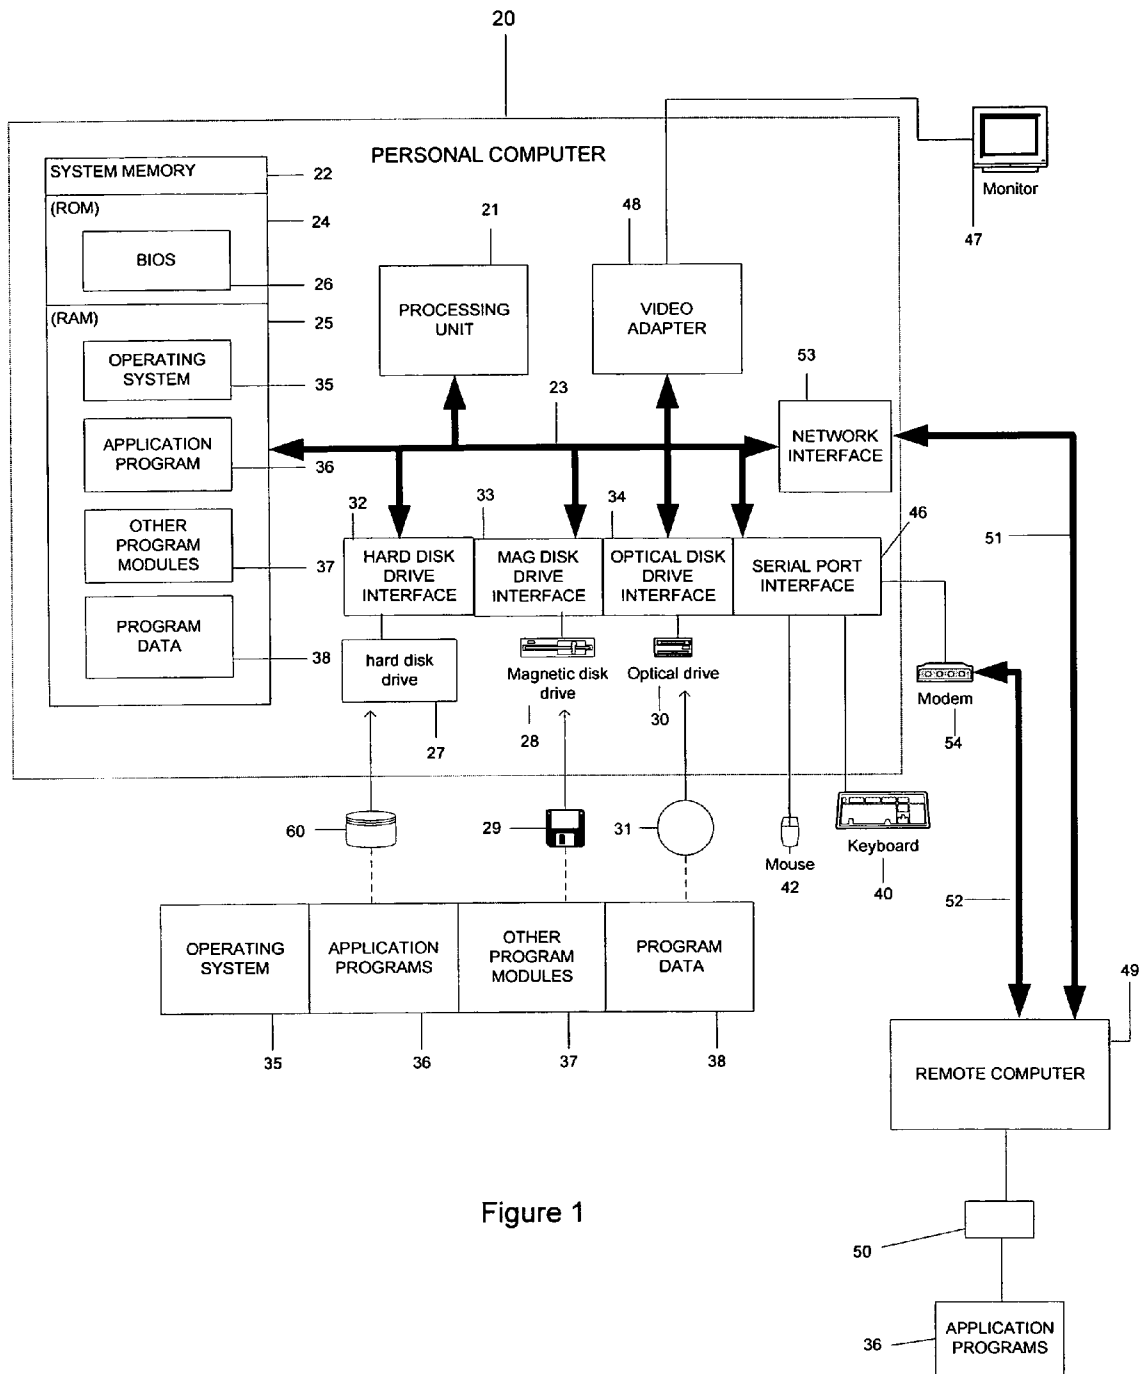 20
PERSONAL COMPUTER
SYSTEM MEMORY
22
(ROM)
24
BIOS
26
(RAM)
25
OPERATING
SYSTEM
35
APPLICATION
PROGRAM
36
OTHER
PROGRAM
MODULES
37
PROGRAM
DATA
38
21
PROCESSING
UNIT
48
VIDEO
ADAPTER
Monitor
47
53
NETWORK
INTERFACE
23
32
HARD DISK
DRIVE
INTERFACE
33
MAG DISK
DRIVE
INTERFACE
34
OPTICAL DISK
DRIVE
INTERFACE
46
SERIAL PORT
INTERFACE
51
hard disk
drive
27
Magnetic disk
drive
28
Optical drive
30
Modem
54
60
29
31
Mouse
42
Keyboard
40
52
OPERATING
SYSTEM
APPLICATION
PROGRAMS
OTHER
PROGRAM
MODULES
PROGRAM
DATA
35
36
37
38
49
REMOTE COMPUTER
Figure 1
50
36
APPLICATION
PROGRAMS